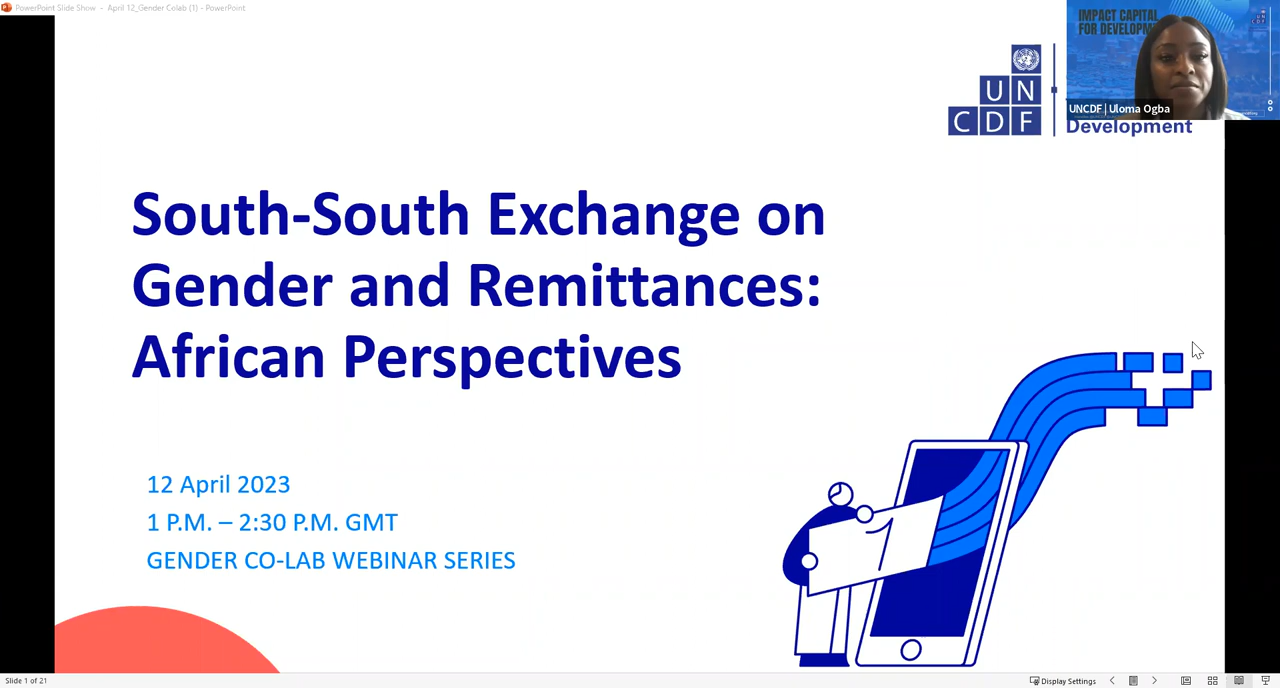 PowerPoint Slide Show - April 12_Gender Colab (1) - PowerPoint
IMPACT CAPITAL
FOR DEVELOPM
UNCDF | Uloma Ogba
UN
CDF
Development
South-South Exchange on
Gender and Remittances:
African Perspectives
12 April 2023
1 P.M. – 2:30 P.M. GMT
GENDER CO-LAB WEBINAR SERIES
Slide 1 of 21
Display Settings